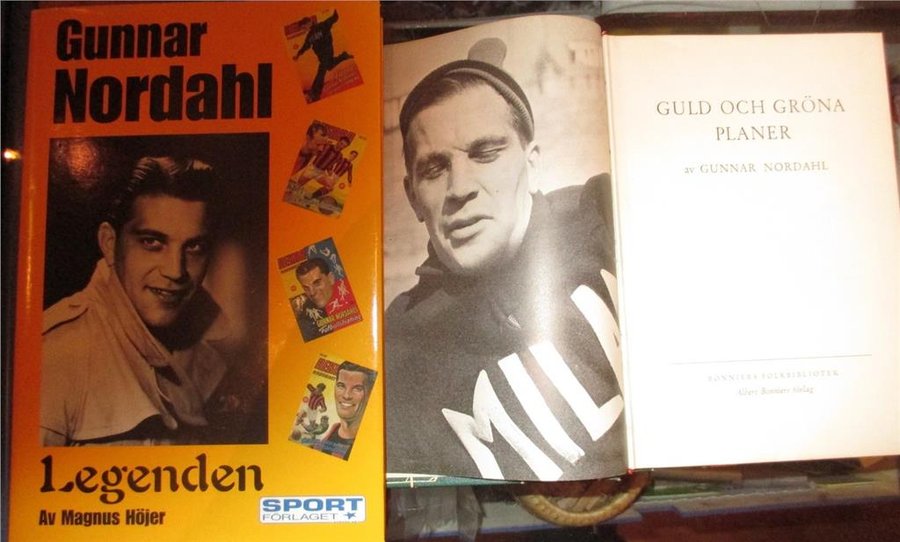 Gunnar
Nordahl
Legenden
Av Magnus Höjer
SPORT
FÖRLAGET
MILA
GULD OCH GRÖNA
PLANER
av GUNNAR NORDAHL
BONNIERS FOLKBIBLIOTEK
Albert Bonniers förlag